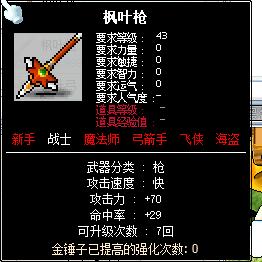 枫叶枪
要求等级: 43
要求力量: 0
要求敏捷: 0
要求智力: 0
要求运气: 0
要求人气度: -
道具等级: -
道具经验值: -
新手 战士 魔法师 弓箭手 飞侠 海盗
武器分类 : 枪
攻击速度 : 快
攻击力 : +70
命中率 : +29
可升级次数 : 7回
金锤子已提高的强化次数: 0